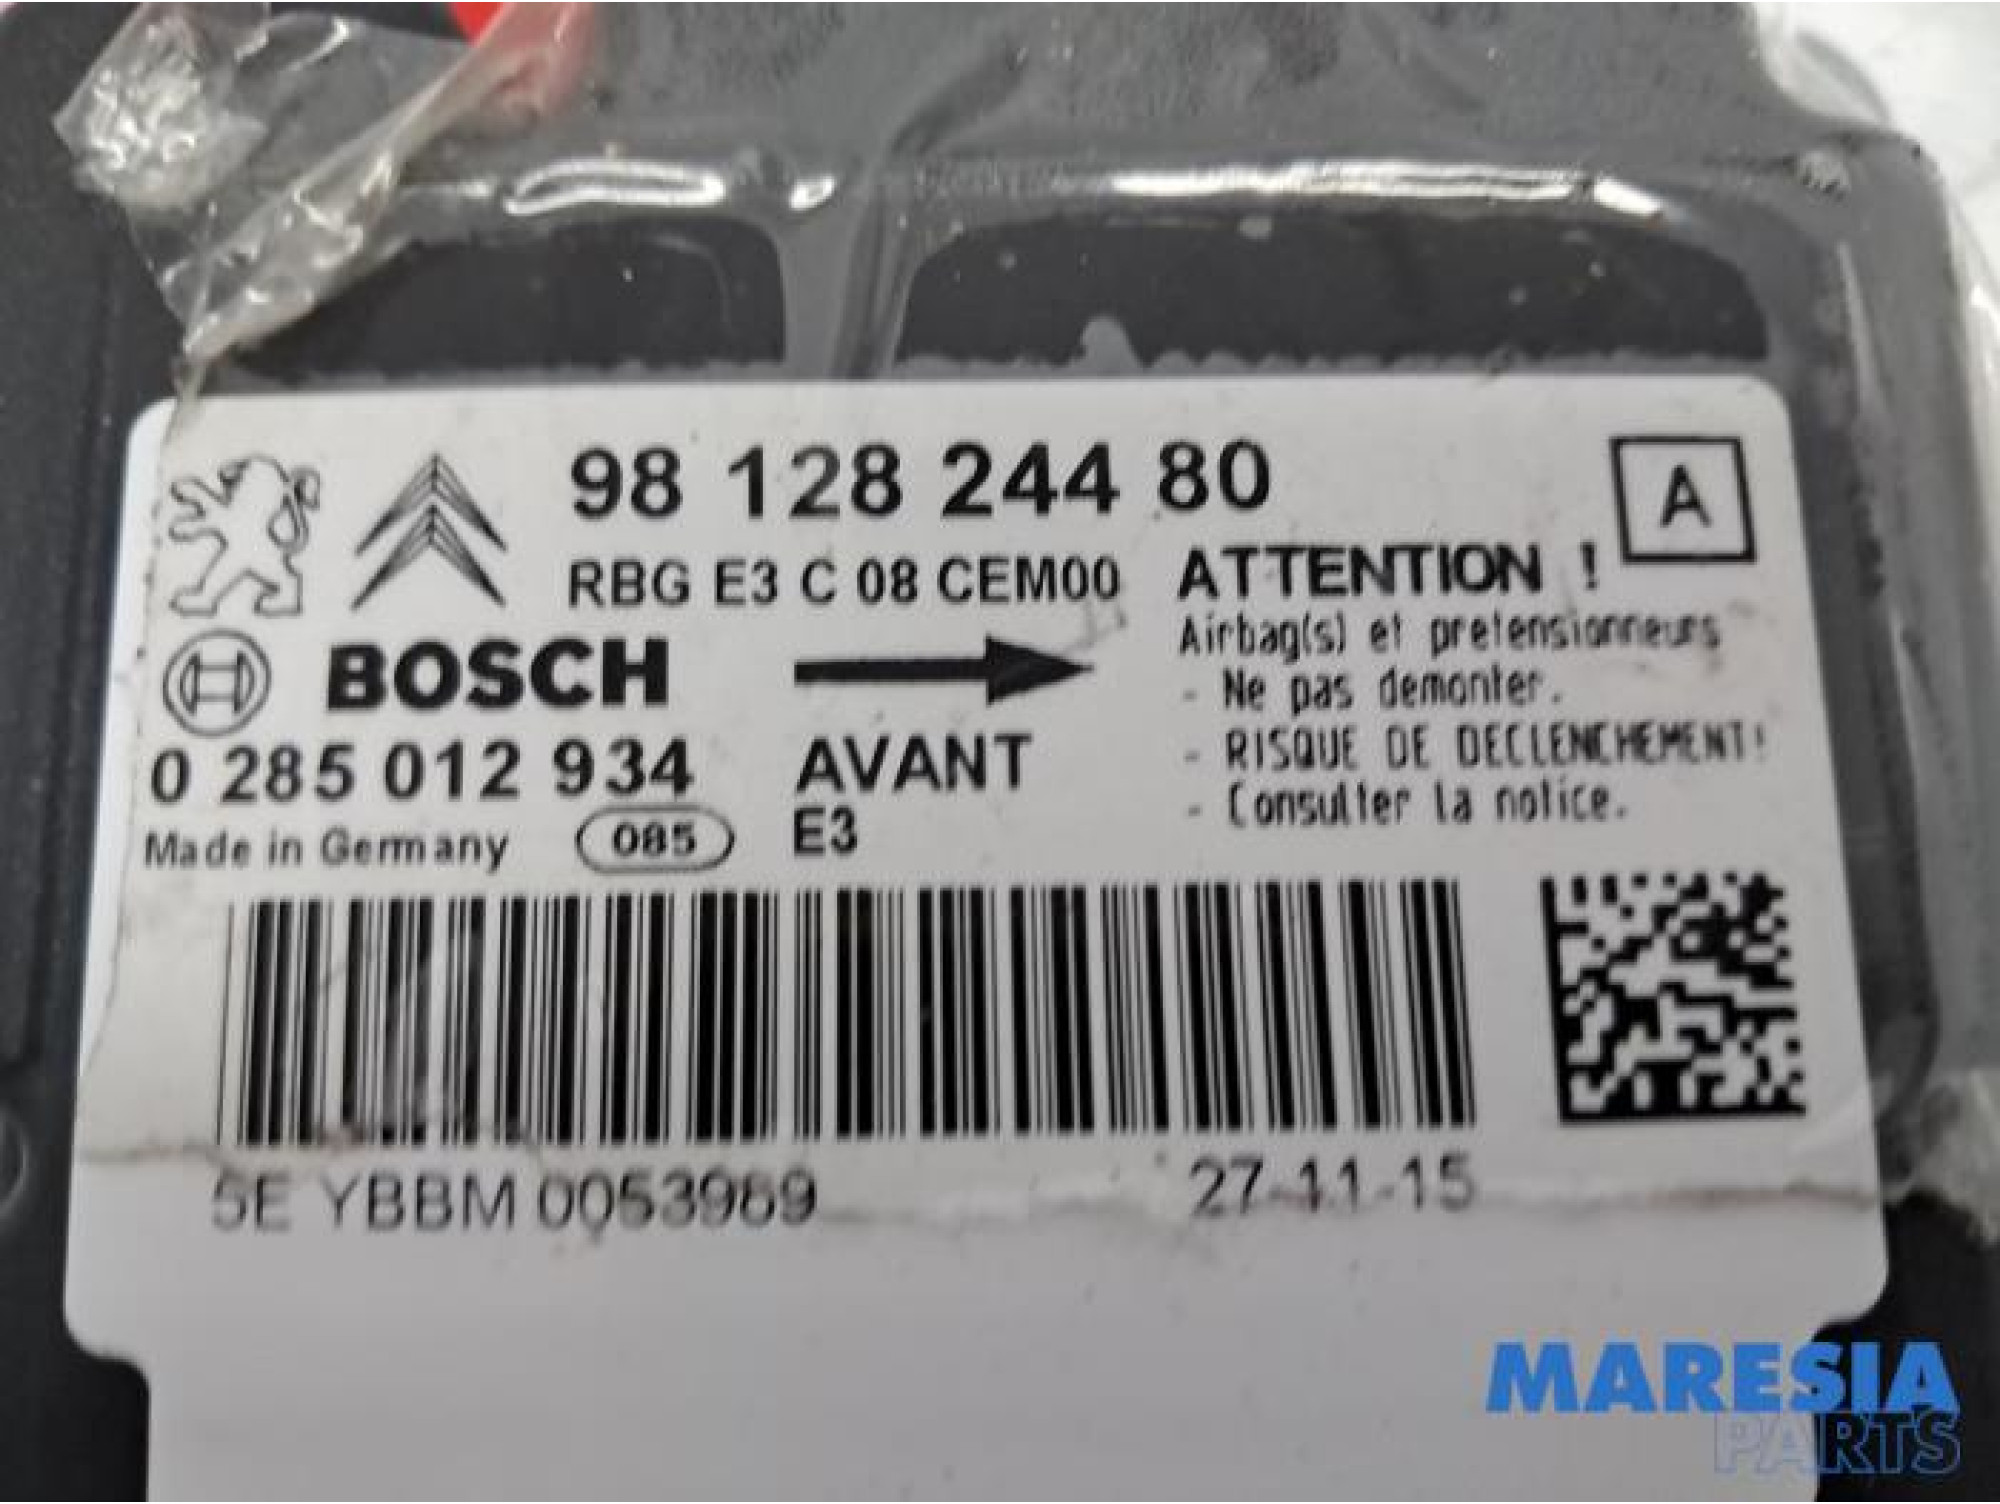 98 128 244 80
A
RBG E3 C 08 CEM00
ATTENTION !
Airbag(s) et pretensionneurs
- Ne pas demonter.
- RISQUE DE DECLENCHEMENT!
- Consulter la notice.
BOSCH
0 285 012 934
AVANT
Made in Germany
085
E3
5E YBBM 0053989
27-11-15
MARESIA
PARTS